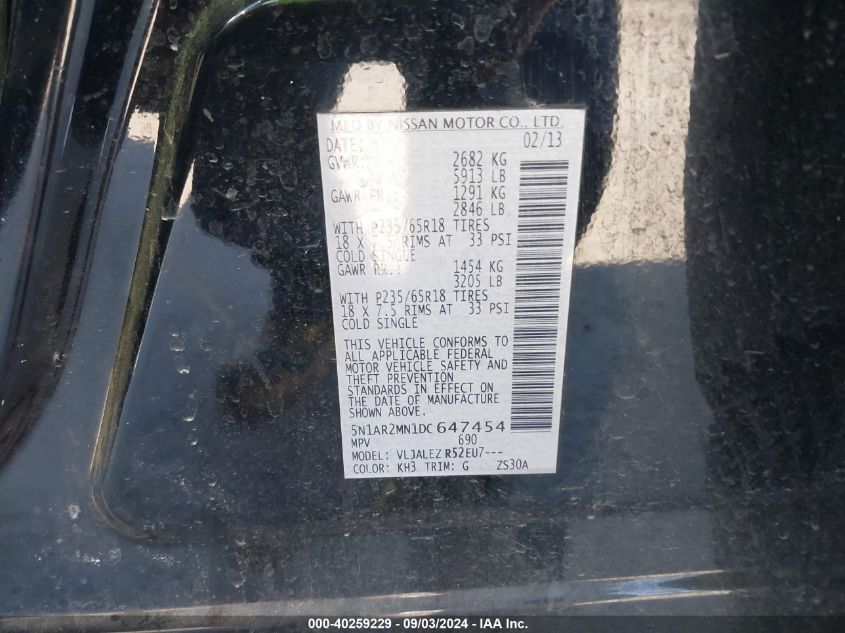 MFD BY NISSAN MOTOR CO., LTD.
DATE: 02/13
GVWR: 2682 KG
5913 LB
GAWR FR.: 1291 KG
2846 LB
WITH P235/65R18 TIRES
18 X 7.5 RIMS AT 33 PSI
COLD SINGLE
GAWR RR.: 1454 KG
3205 LB
WITH P235/65R18 TIRES
18 X 7.5 RIMS AT 33 PSI
COLD SINGLE
THIS VEHICLE CONFORMS TO
ALL APPLICABLE FEDERAL
MOTOR VEHICLE SAFETY AND
THEFT PREVENTION
STANDARDS IN EFFECT ON
THE DATE OF MANUFACTURE
SHOWN ABOVE.
5N1AR2MN1DC647454
MPV 690
MODEL: VLJALEZ R52EU7---
COLOR: KH3 TRIM: G ZS30A
000-40259229 - 09/03/2024 - IAA, Inc.